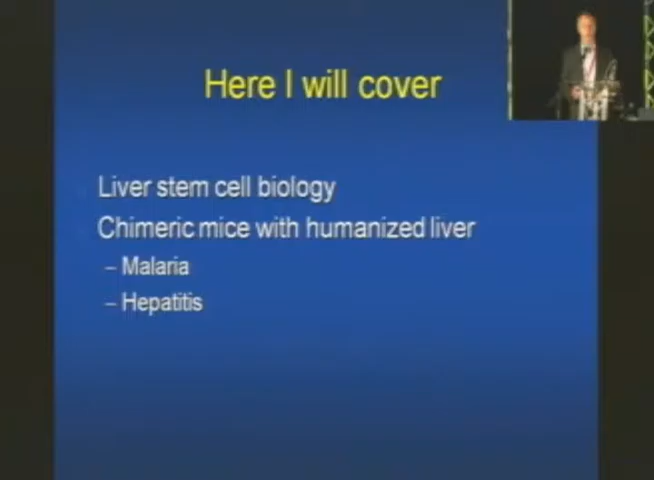 Here I will cover
Liver stem cell biology
Chimeric mice with humanized liver
– Malaria
– Hepatitis